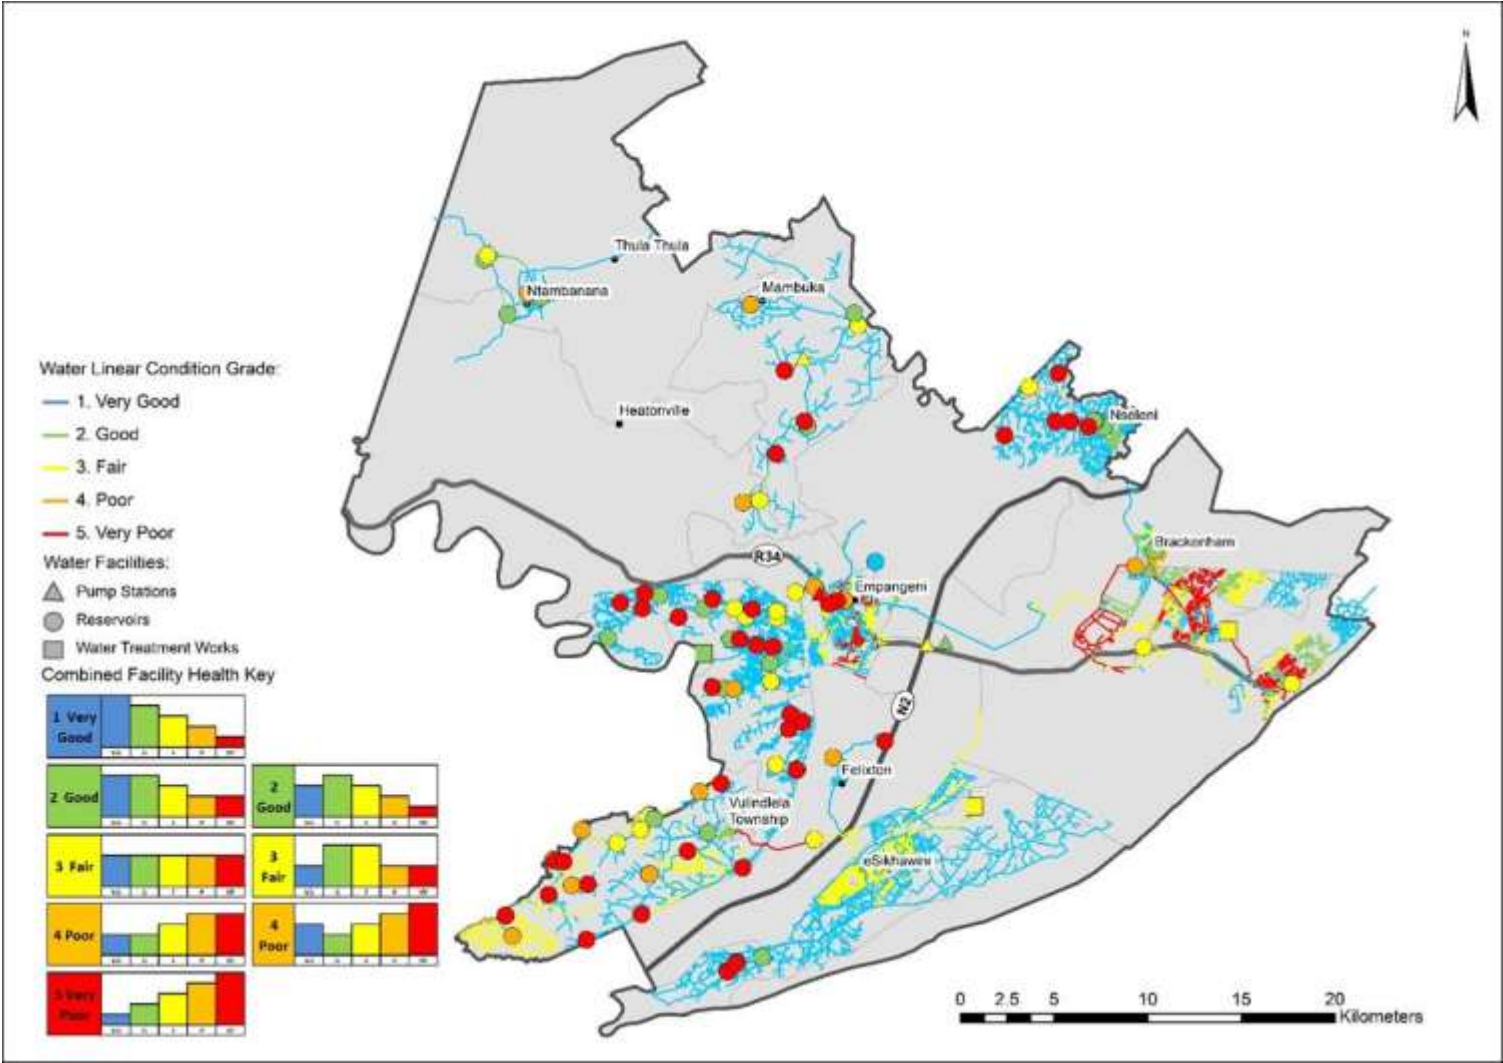 N
Thula Thula
Ntambanana
Mambuka
Heatonville
Nseleni
Water Linear Condition Grade:
1. Very Good
2. Good
3. Fair
4. Poor
5. Very Poor
Water Facilities:
Pump Stations
Reservoirs
Water Treatment Works
Combined Facility Health Key
1 Very
Good
2 Good
2
Good
3 Fair
3
Fair
4 Poor
4
Poor
5 Very
Poor
R34
Empangeni
Brackenham
N2
Felixton
Vulindlela
Township
eSikhawini
0 2.5 5 10 15 20
Kilometers